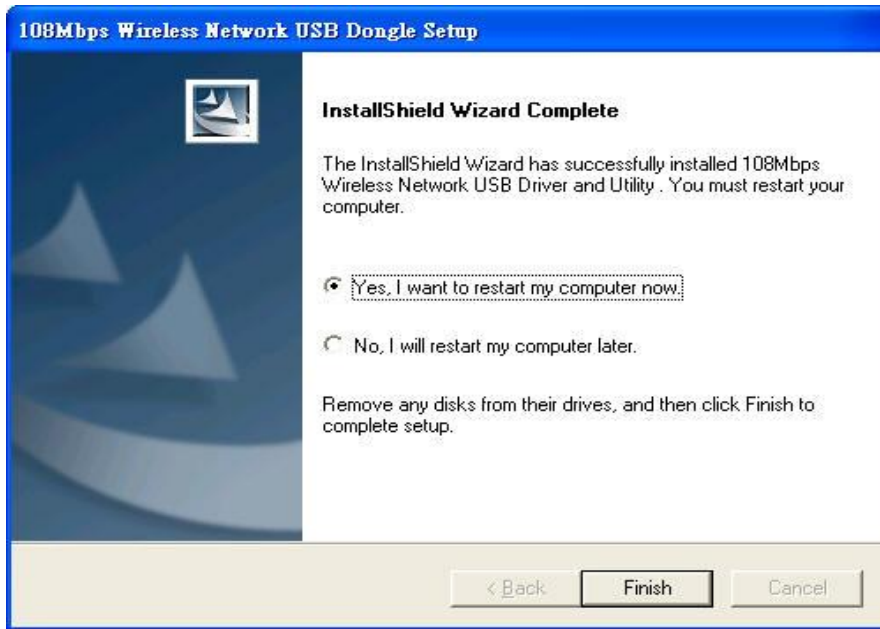 108Mbps Wireless Network USB Dongle Setup
InstallShield Wizard Complete
The InstallShield Wizard has successfully installed 108Mbps
Wireless Network USB Driver and Utility . You must restart your
computer.
Yes, I want to restart my computer now.
No, I will restart my computer later.
Remove any disks from their drives, and then click Finish to
complete setup.
< Back
Finish
Cancel